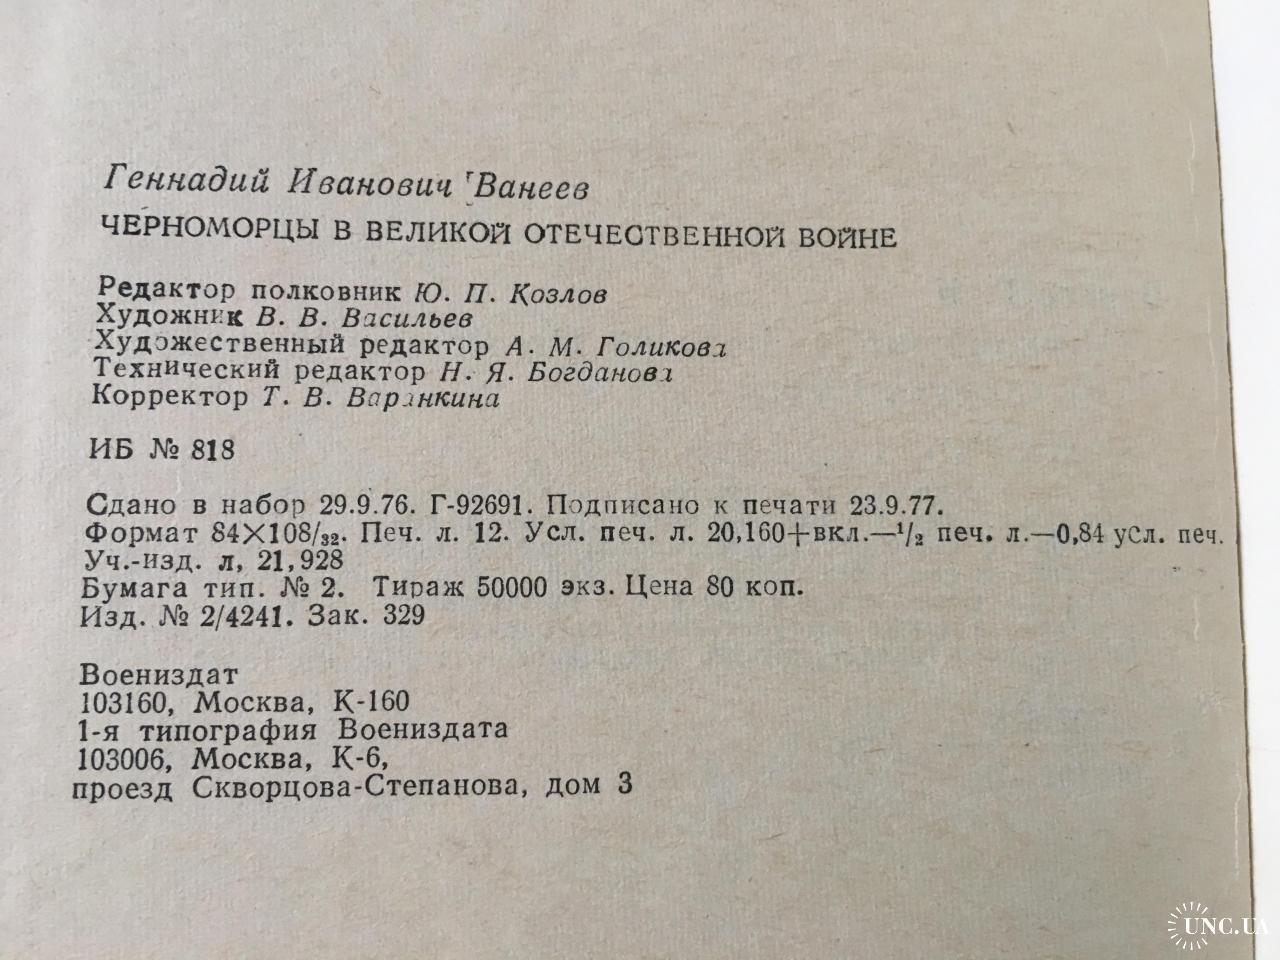 Геннадий Иванович Ванеев
ЧЕРНОМОРЦЫ В ВЕЛИКОЙ ОТЕЧЕСТВЕННОЙ ВОЙНЕ
Редактор полковник Ю. П. Козлов
Художник В. В. Васильев
Художественный редактор А. М. Голикова
Технический редактор Н. Я. Богданова
Корректор Т. В. Варянкина
ИБ № 818
Сдано в набор 29.9.76. Г-92691. Подписано к печати 23.9.77.
Формат 84×108/32. Печ. л. 12. Усл. печ. л. 20,160+вкл.—1/2 печ. л.—0,84 усл. печ.
Уч.-изд. л, 21,928
Бумага тип. № 2. Тираж 50000 экз. Цена 80 коп.
Изд. № 2/4241. Зак. 329
Воениздат
103160, Москва, К-160
1-я типография Воениздата
103006, Москва, К-6,
проезд Скворцова-Степанова, дом 3
UNC.UA